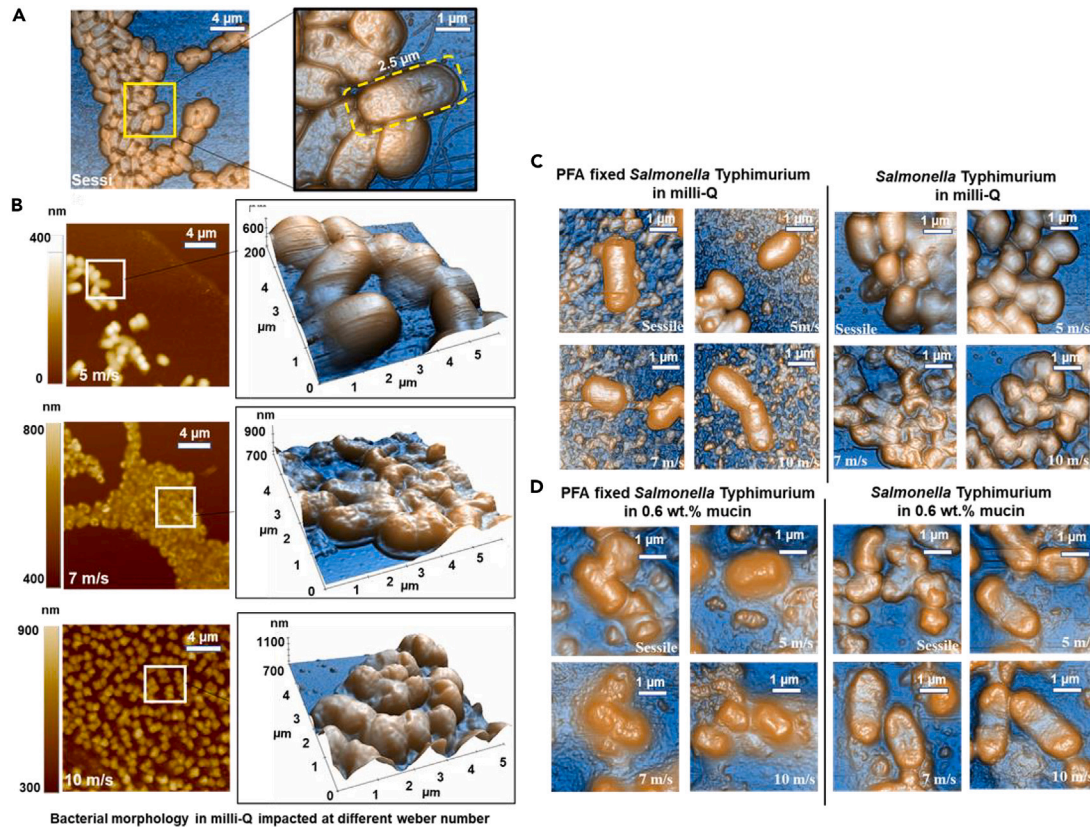 A
4 µm
Sessi
1 µm
2.5 µm
B
nm
400
0
4 µm
5 m/s
600
200
4
3
µm
2
1
0
1
2
µm
3
4
5
nm
800
400
4 µm
7 m/s
900
700
4
3
µm
2
1
0
1
2
µm
3
4
5
nm
900
300
4 µm
10 m/s
1100
700
4
3
µm
2
1
0
1
2
µm
3
4
5
Bacterial morphology in milli-Q impacted at different weber number
C
PFA fixed Salmonella Typhimurium
in milli-Q
1 µm
Sessile
1 µm
5m/s
1 µm
7 m/s
1 µm
10 m/s
Salmonella Typhimurium
in milli-Q
1 µm
Sessile
1 µm
5 m/s
1 µm
7 m/s
1 µm
10 m/s
D
PFA fixed Salmonella Typhimurium
in 0.6 wt.% mucin
1 µm
Sessile
1 µm
5 m/s
1 µm
7 m/s
1 µm
10 m/s
Salmonella Typhimurium
in 0.6 wt.% mucin
1 µm
Sessile
1 µm
5 m/s
1 µm
7 m/s
1 µm
10 m/s